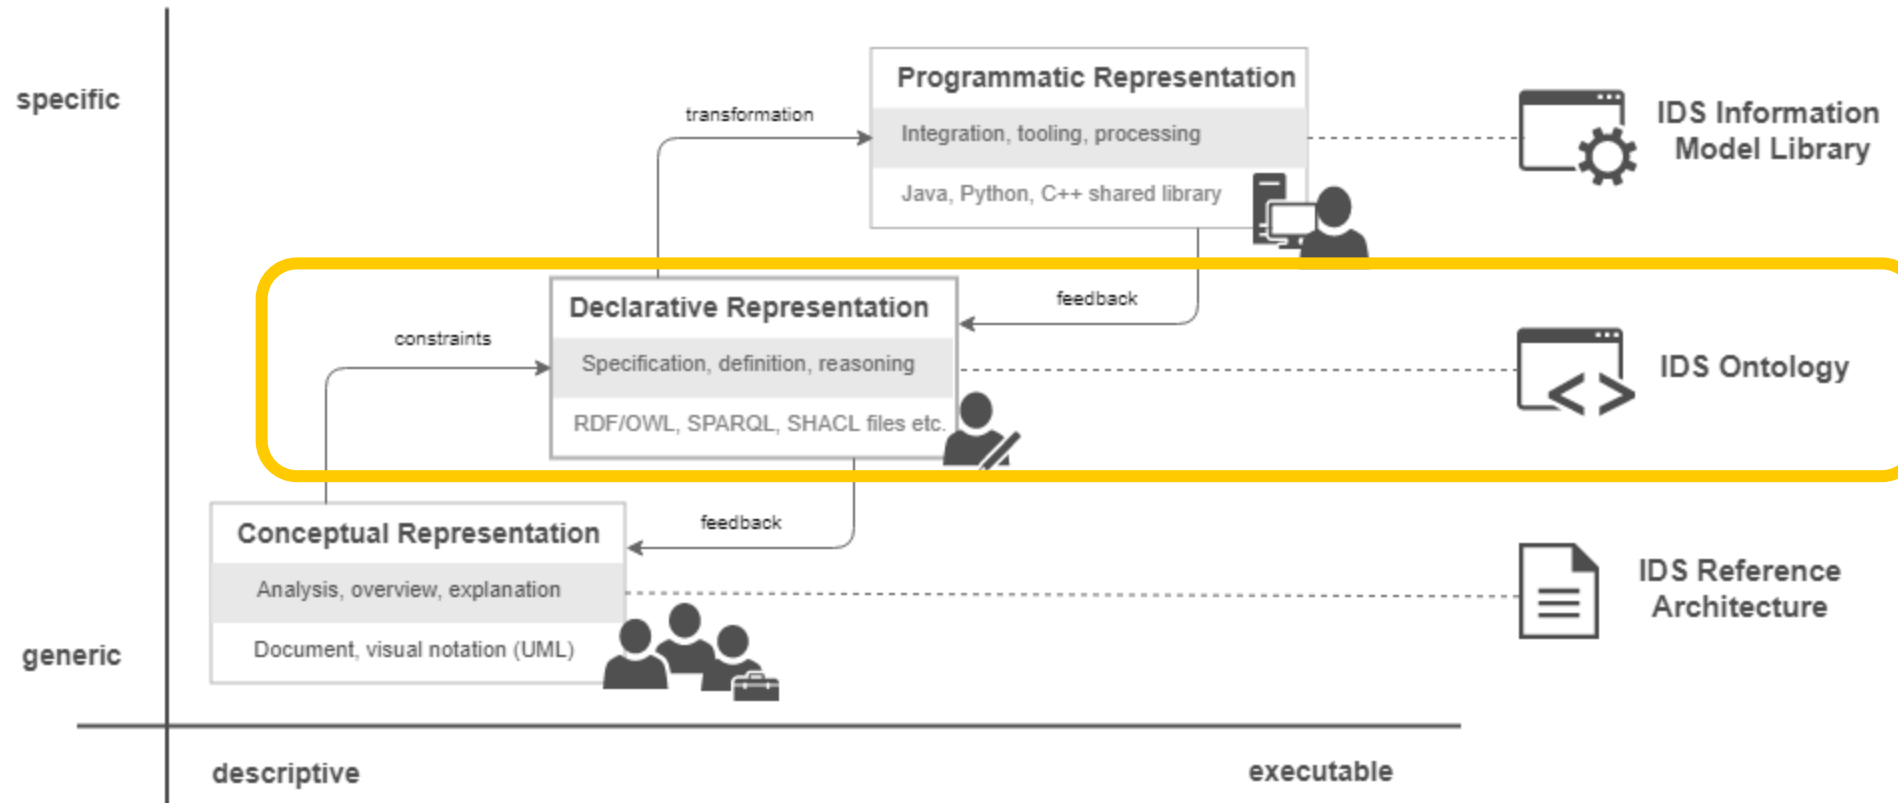 specific
Programmatic Representation
Integration, tooling, processing
Java, Python, C++ shared library
transformation
IDS Information
Model Library
feedback
Declarative Representation
Specification, definition, reasoning
RDF/OWL, SPARQL, SHACL files etc.
constraints
IDS Ontology
< >
feedback
Conceptual Representation
Analysis, overview, explanation
Document, visual notation (UML)
IDS Reference
Architecture
generic
descriptive
executable